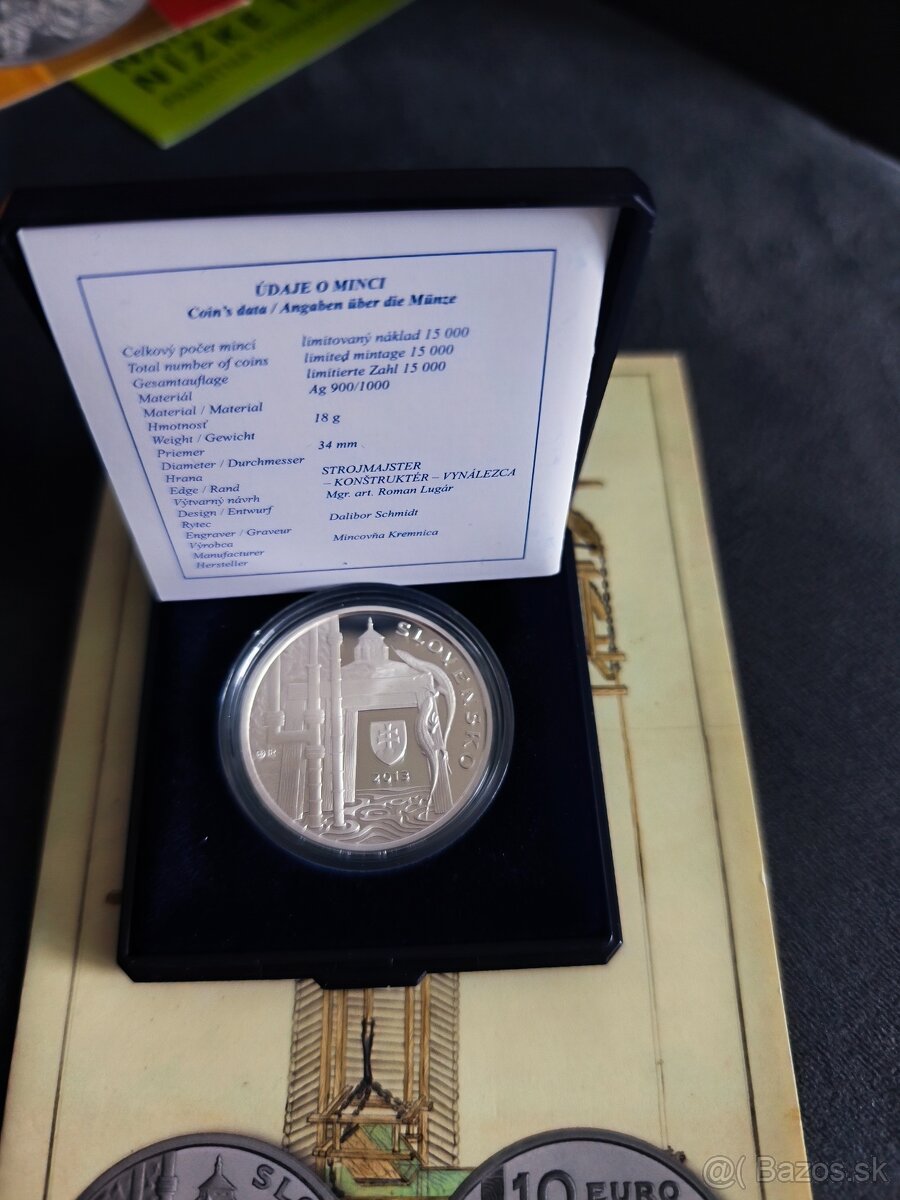 NÍZKE T
ÚDAJE O MINCI
Coin's data / Angaben über die Münze
Celkový počet mincí limitovaný náklad 15 000
Total number of coins limited mintage 15 000
Gesamtauflage limitierte Zahl 15 000
Materiál Ag 900/1000
Material / Material
Hmotnosť 18 g
Weight / Gewicht
Priemer 34 mm
Diameter / Durchmesser
Hrana STROJMAJSTER
Edge / Rand – KONŠTRUKTÉR – VYNÁLEZCA
Výtvarný návrh Mgr. art. Roman Lugár
Design / Entwurf
Rytec Dalibor Schmidt
Engraver / Graveur
Výrobca Mincovňa Kremnica
Manufacturer
Hersteller
SLOVENSKO
2013
SLO
10 EURO
@( Bazos.sk